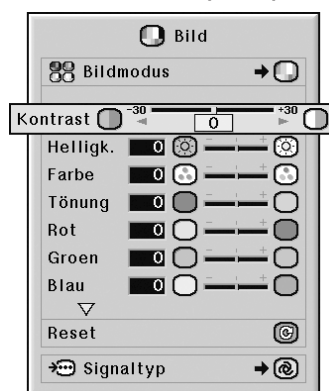 Bild
Bildmodus
Kontrast -30 0 +30
Helligk. 0 - +
Farbe 0 - +
Tönung 0 - +
Rot 0 - +
Groen 0 - +
Blau 0 - +
Reset
Signaltyp